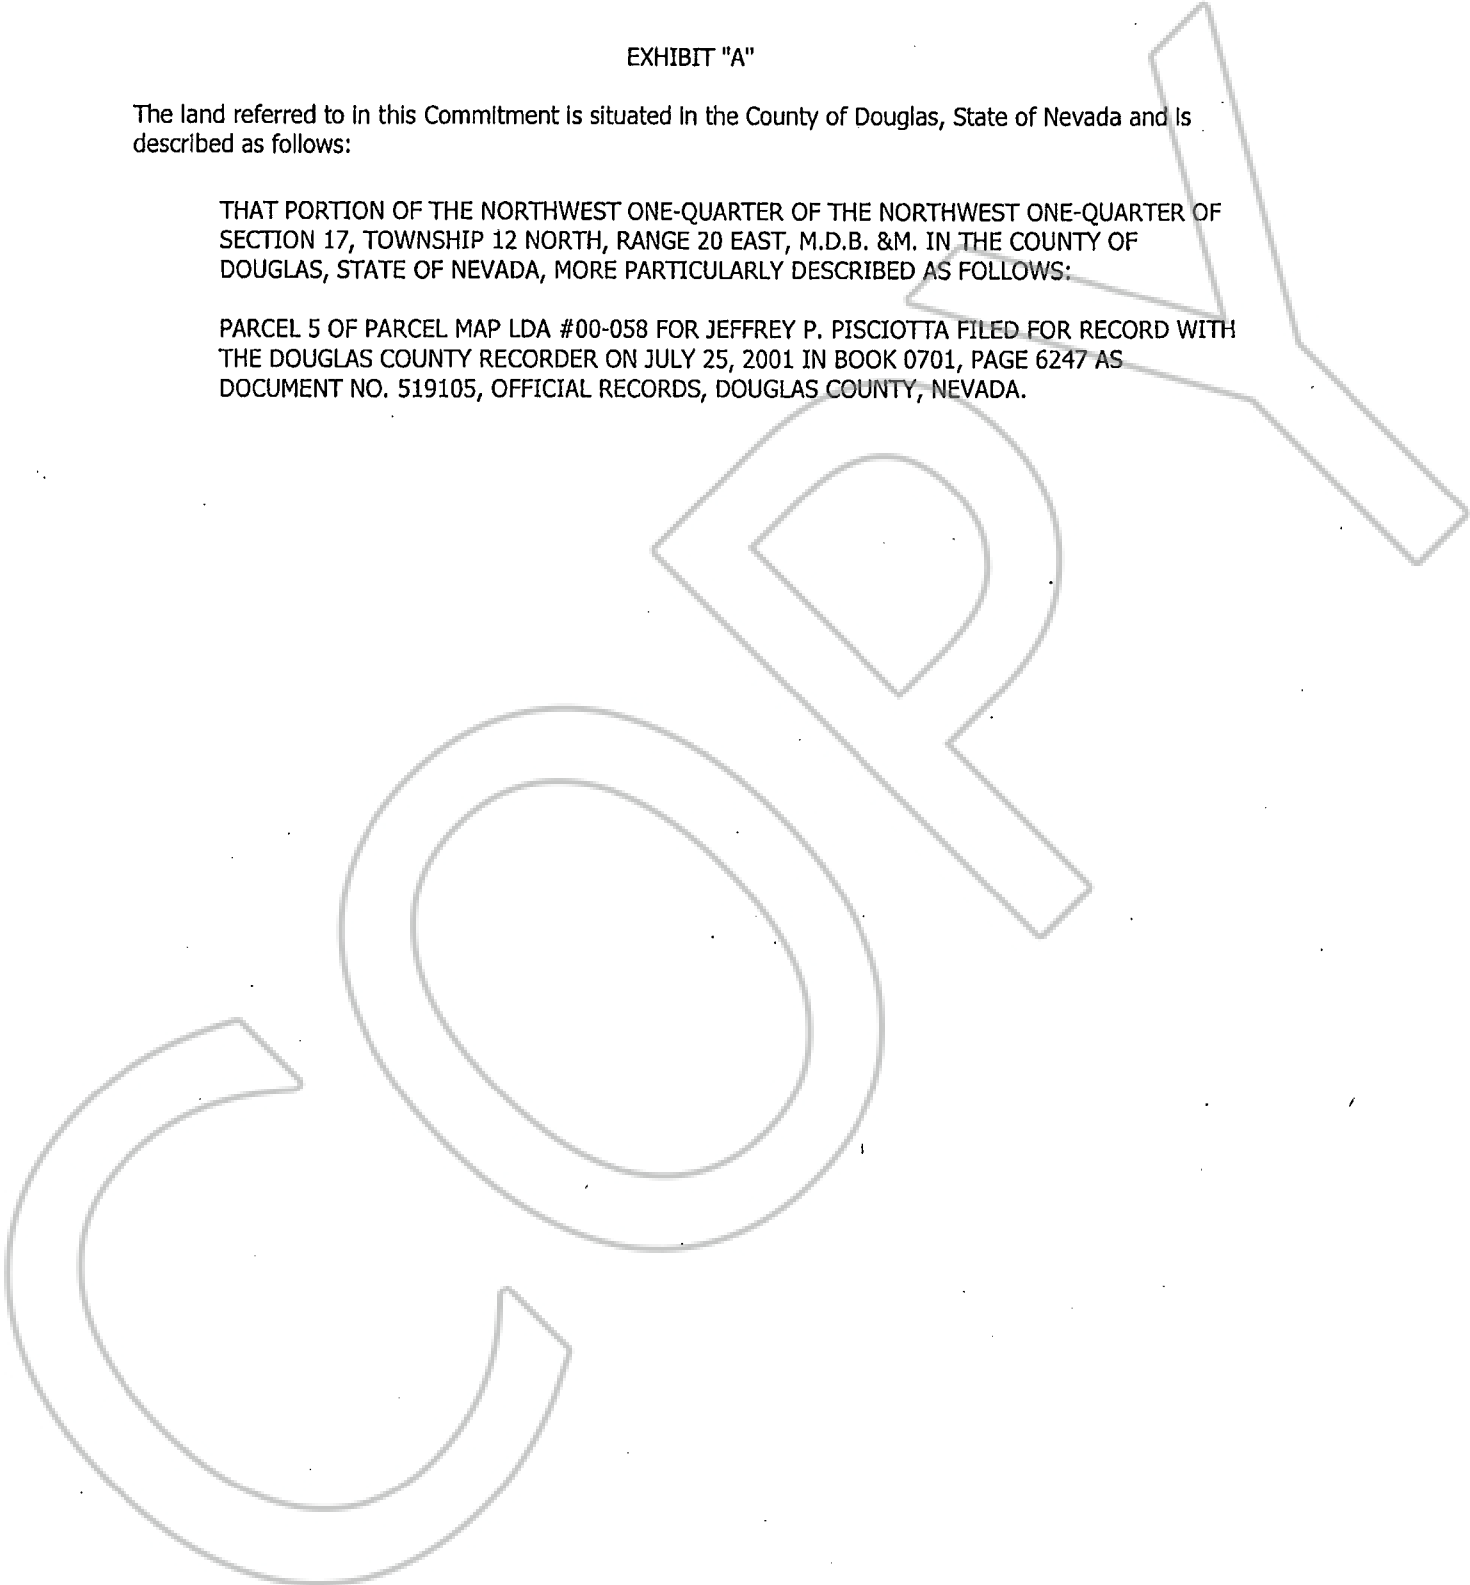 EXHIBIT "A"
The land referred to in this Commitment is situated in the County of Douglas, State of Nevada and is
described as follows:
THAT PORTION OF THE NORTHWEST ONE-QUARTER OF THE NORTHWEST ONE-QUARTER OF
SECTION 17, TOWNSHIP 12 NORTH, RANGE 20 EAST, M.D.B. &M. IN THE COUNTY OF
DOUGLAS, STATE OF NEVADA, MORE PARTICULARLY DESCRIBED AS FOLLOWS:
PARCEL 5 OF PARCEL MAP LDA #00-058 FOR JEFFREY P. PISCIOTTA FILED FOR RECORD WITH
THE DOUGLAS COUNTY RECORDER ON JULY 25, 2001 IN BOOK 0701, PAGE 6247 AS
DOCUMENT NO. 519105, OFFICIAL RECORDS, DOUGLAS COUNTY, NEVADA.
COPY